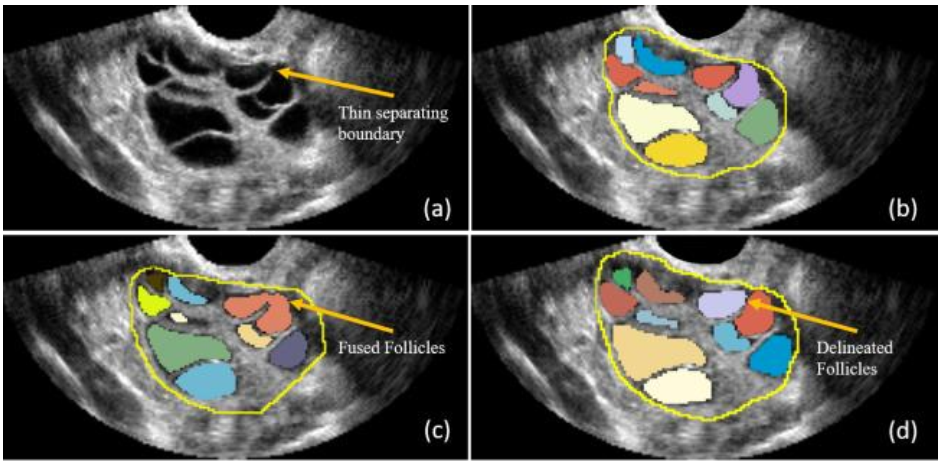 Thin separating
boundary
(a)
(b)
Fused Follicles
(c)
Delineated
Follicles
(d)